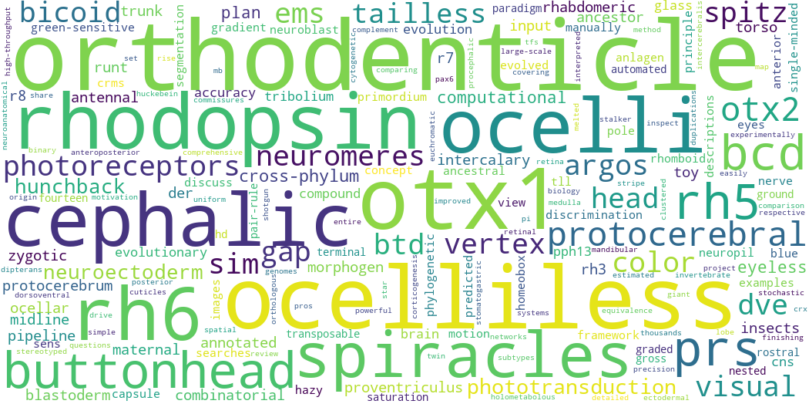 bicoid trunk plan ems tailless paradigm rhabdomeric glass spitz
high-throughput green-sensitive gradient neuroblast evolution ancestor principle torso
segmentation complement input manually anterior single-minded
orthodenticle
runt set rise mb cytogenetic comparing r7 pax6 large-scale covering evolved tfs interpreted automated anlagen method procephalic intercerebralis map
r8 share antennal huckebein crms accuracy tribolium primordium computational stalker inspect pole otx2
neuroanatomical commissures melted duplications eyes experimentally
rhodopsin ocelli descriptions bcd
anteroposterior binary comprehensive euchromatic easily
photoreceptors neuromeres intercalary retina argos rhomboid
hunchback cross-phylum concept ancestral biology stripe medulla toy nerve
origin motivation fourteen discuss der compound tll clustered head ground rh5
uniform improved view pi comparison respective
cephalic otx1 discrimination
zygotic evolutionary hd pair-rule shotgun entire btd vertex retinal pph13 mandibular protocerebral
dipterans sim gap terminal phylogenetic predicted homeobox rh3 color neuropil blue
neuroectoderm morphogen estimated invertebrate project eyeless
protocerebrum posterior cuticles genomes orthologous star corticogenesis stomatogastric examples stochastic
dorsoventral ocellar images ocelliless equivalence giant crx
midline drive rh6 pros powerful systems thousands dve insects
pipeline simple spatial transposable brain motion networks framework lobe prs finishing
stereotyped sens maternal annotated graded rostral
questions searches review twin subtypes gross precision nested cns
buttonhead spiracles phototransduction visual
blastoderm capsule combinatorial hazy proventriculus saturation holometabolous detailed ectodermal